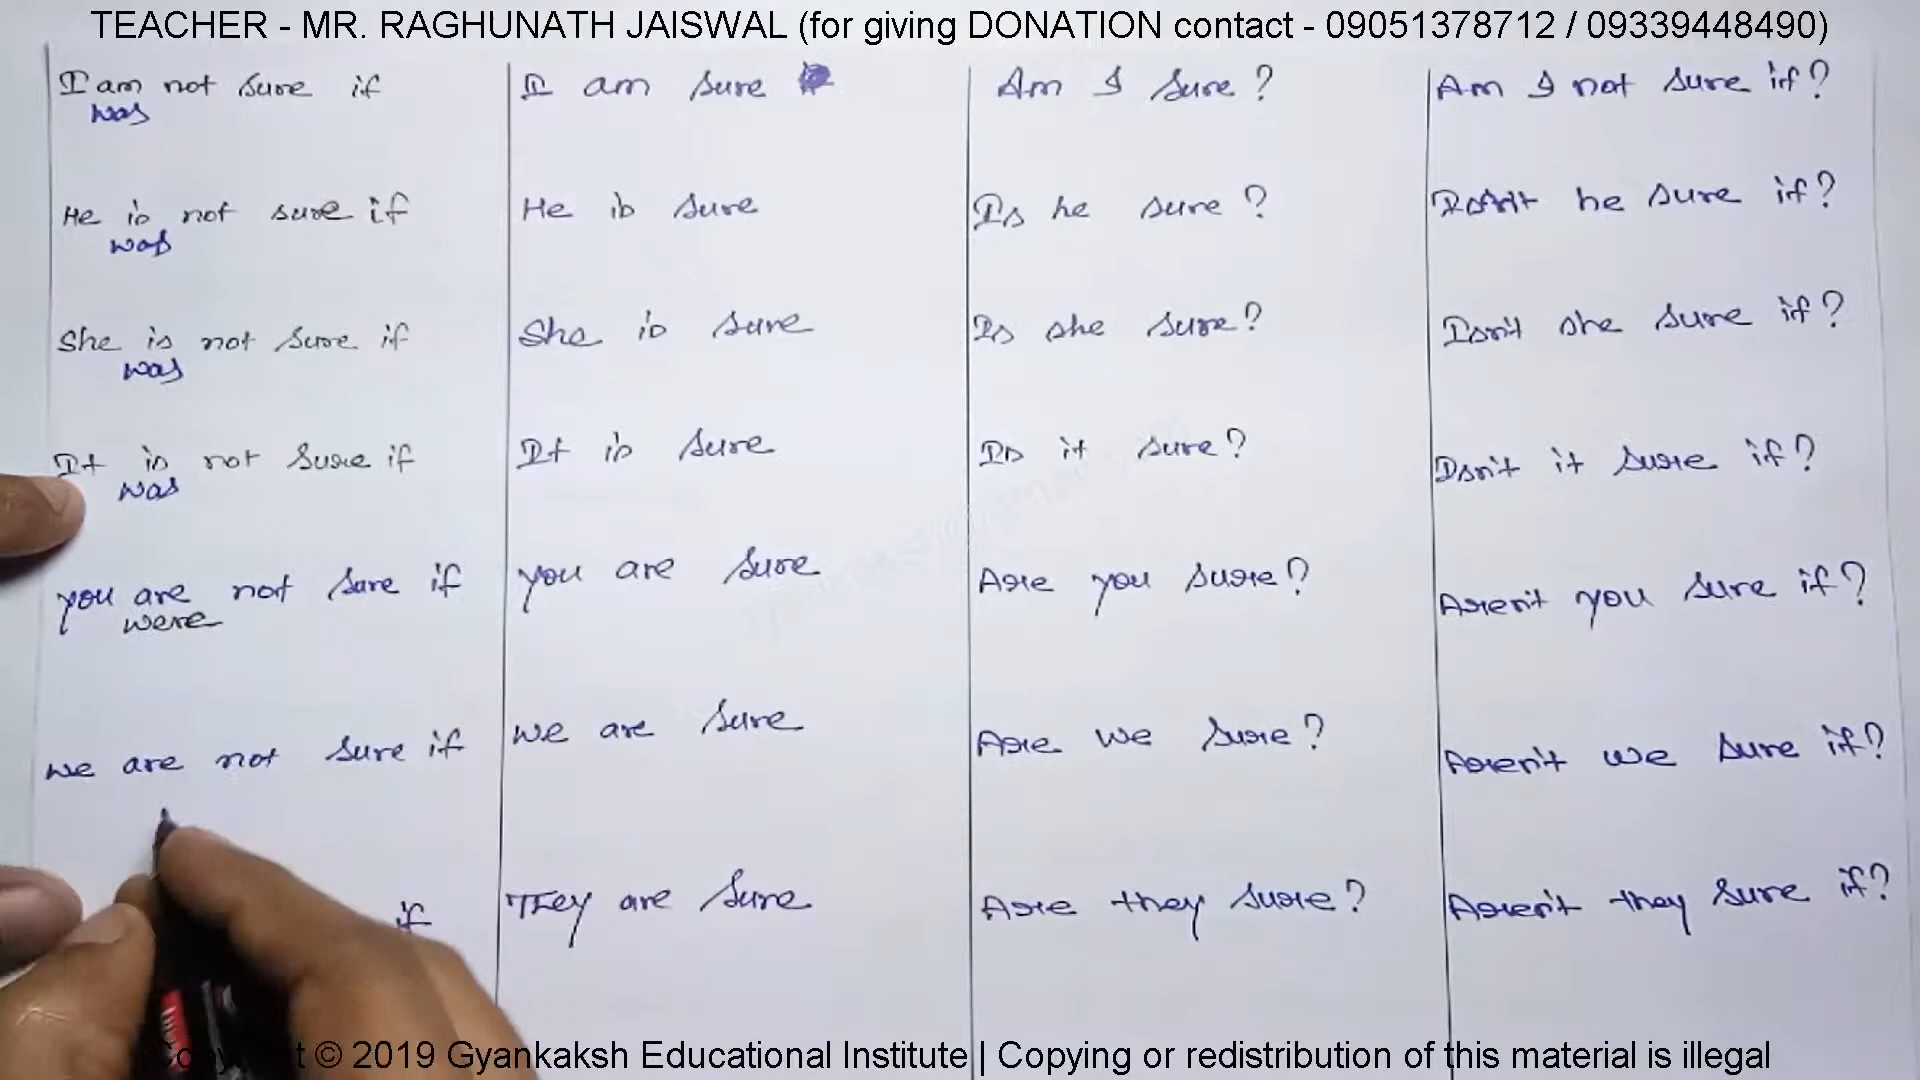 TEACHER - MR. RAGHUNATH JAISWAL (for giving DONATION contact - 09051378712 / 09339448490)
I am not sure if
was
I am sure
Am I sure?
Am I not sure if?
He is not sure if
was
He is sure
Is he sure?
Isn't he sure if?
She is not sure if
was
She is sure
Is she sure?
Isn't she sure if?
It is not sure if
was
It is sure
Is it sure?
Isn't it sure if?
you are not sure if
were
you are sure
Are you sure?
Aren't you sure if?
we are not sure if
we are sure
Are we sure?
Aren't we sure if?
if
They are sure
Are they sure?
Aren't they sure if?
© 2019 Gyankaksh Educational Institute | Copying or redistribution of this material is illegal